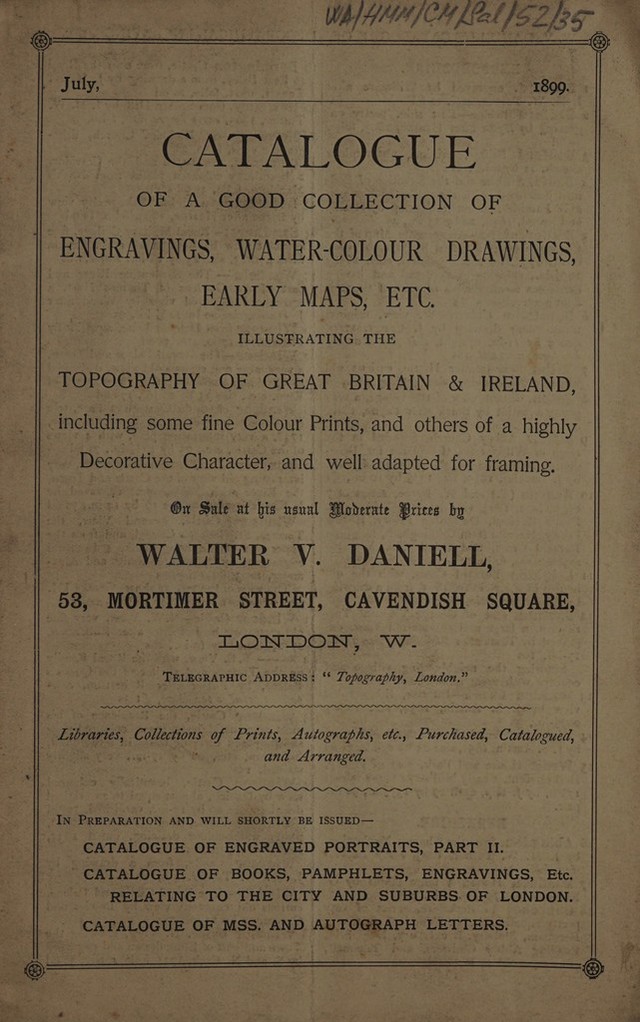 WA/HMM/CM/Sal/52/35
July, 1899.
CATALOGUE
OF A GOOD COLLECTION OF
ENGRAVINGS, WATER-COLOUR DRAWINGS,
EARLY MAPS, ETC.
ILLUSTRATING THE
TOPOGRAPHY OF GREAT BRITAIN & IRELAND,
including some fine Colour Prints, and others of a highly
Decorative Character, and well adapted for framing.
On Sale at his usual Moderate Prices by
WALTER V. DANIELL,
53, MORTIMER STREET, CAVENDISH SQUARE,
LONDON, W.
TELEGRAPHIC ADDRESS: “ Topography, London.”
Libraries, Collections of Prints, Autographs, etc., Purchased, Catalogued,
and Arranged.
IN PREPARATION AND WILL SHORTLY BE ISSUED—
CATALOGUE OF ENGRAVED PORTRAITS, PART II.
CATALOGUE OF BOOKS, PAMPHLETS, ENGRAVINGS, Etc.
RELATING TO THE CITY AND SUBURBS OF LONDON.
CATALOGUE OF MSS. AND AUTOGRAPH LETTERS.